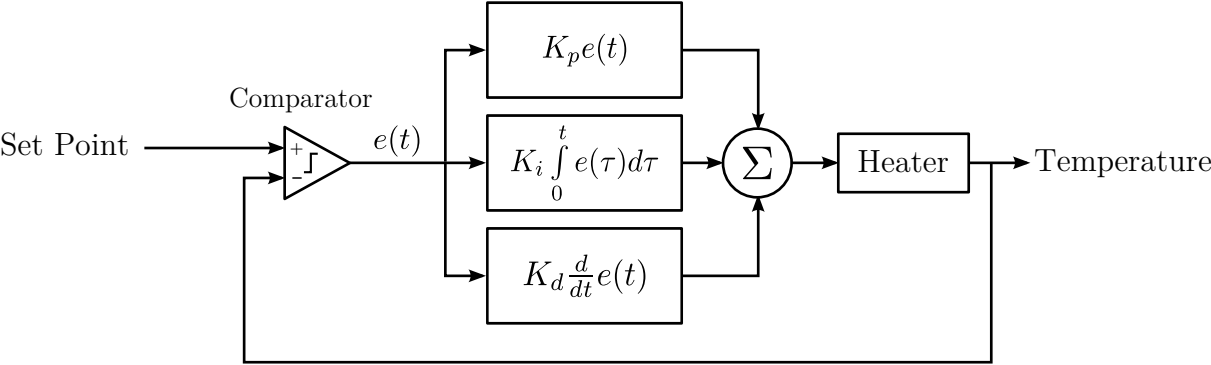 Comparator
Set Point
+
−
e(t)
K_p e(t)
K_i ∫_0^t e(τ)dτ
K_d d/dt e(t)
Σ
Heater
Temperature